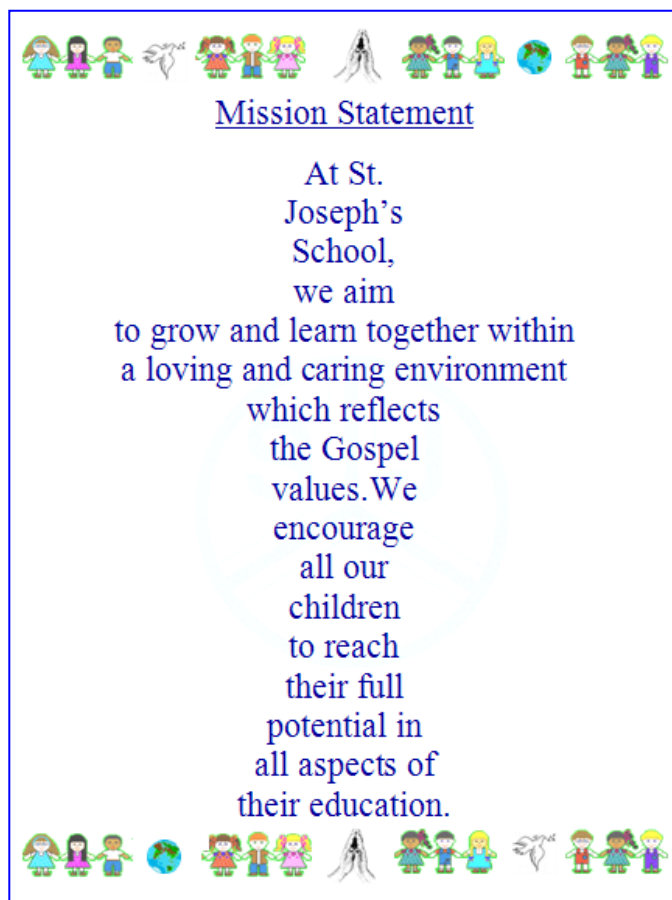 Mission Statement
At St.
Joseph’s
School,
we aim
to grow and learn together within
a loving and caring environment
which reflects
the Gospel
values.We
encourage
all our
children
to reach
their full
potential in
all aspects of
their education.